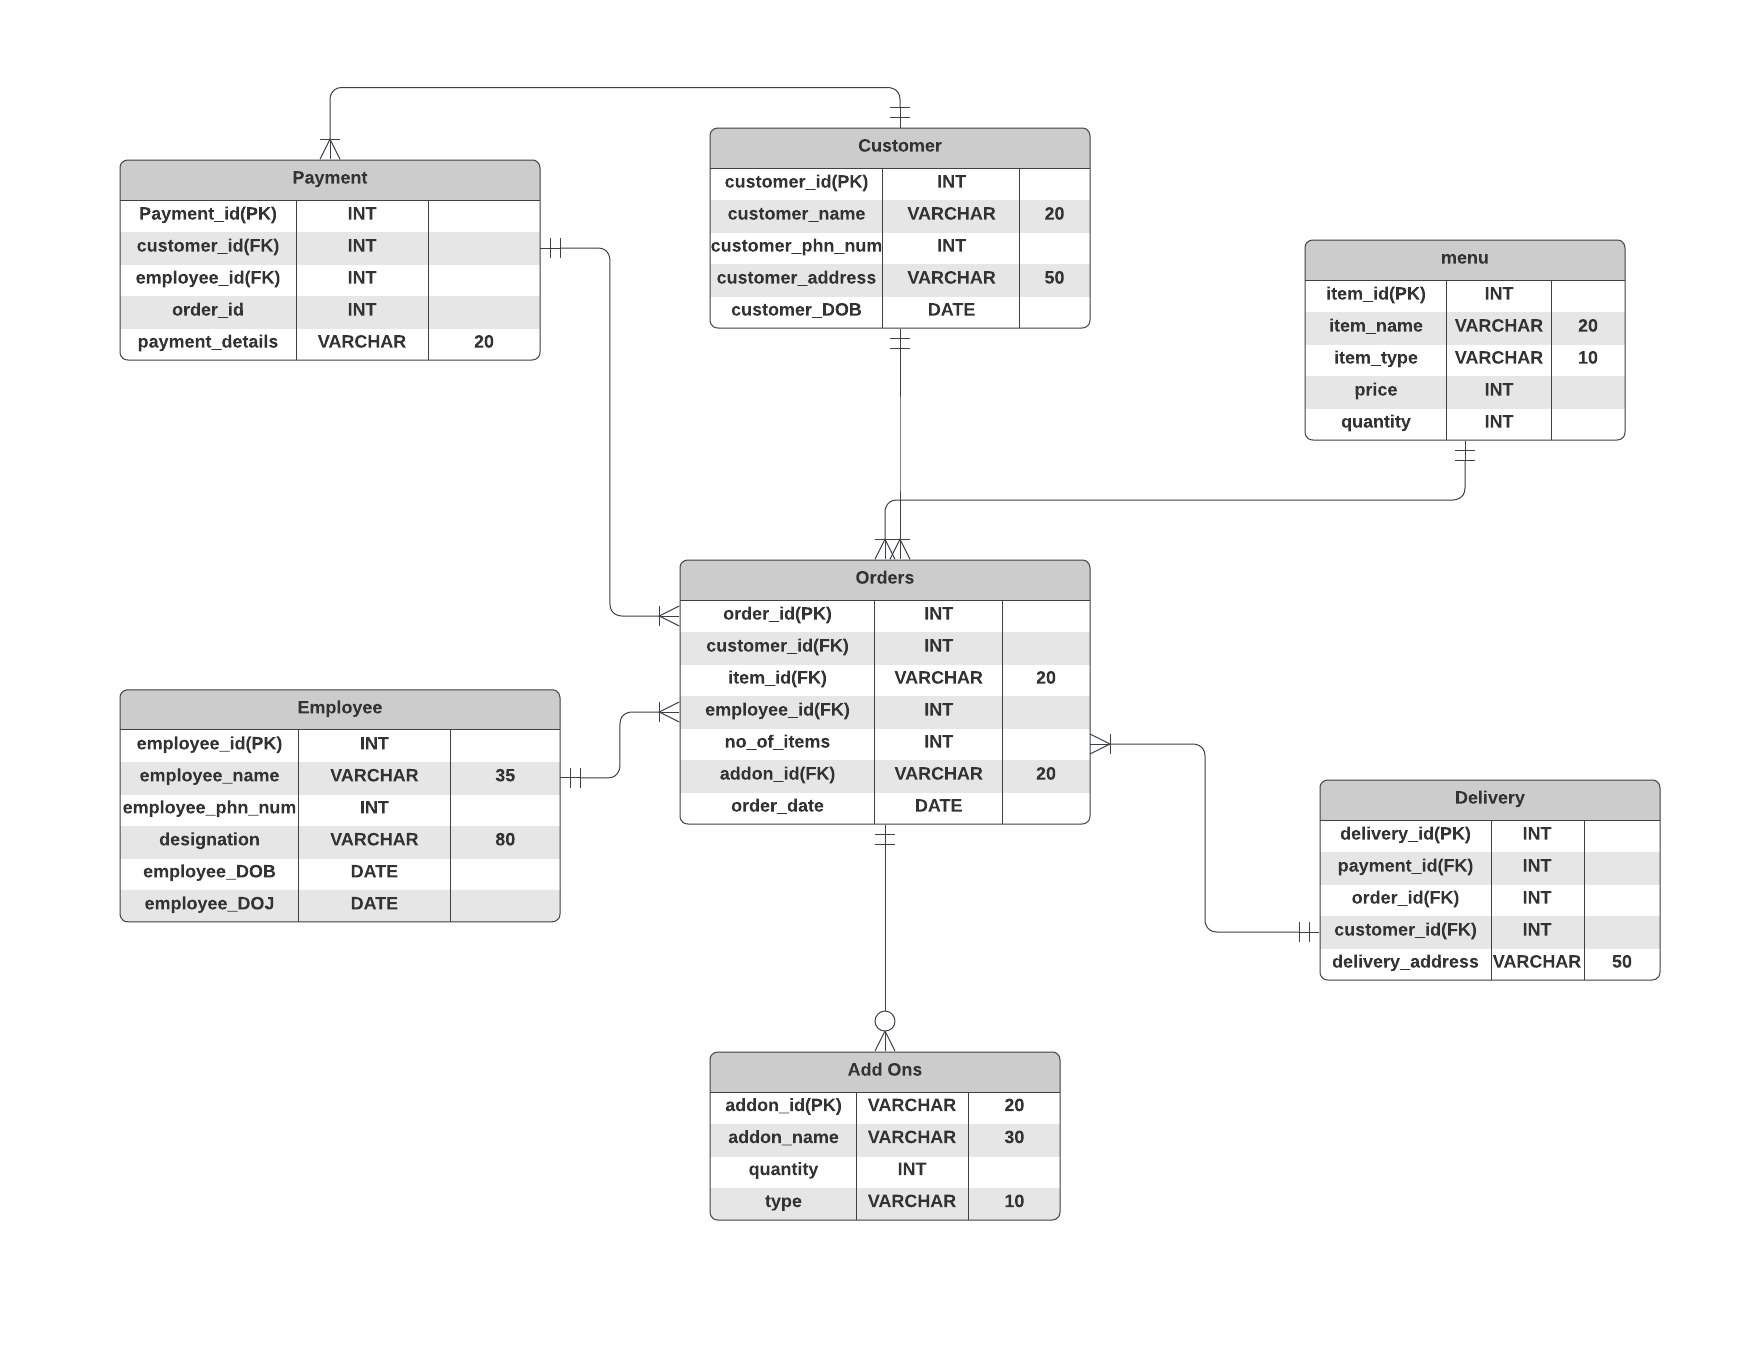 Customer
customer_id(PK) INT
customer_name VARCHAR 20
customer_phn_num INT
customer_address VARCHAR 50
customer_DOB DATE
Payment
Payment_id(PK) INT
customer_id(FK) INT
employee_id(FK) INT
order_id INT
payment_details VARCHAR 20
menu
item_id(PK) INT
item_name VARCHAR 20
item_type VARCHAR 10
price INT
quantity INT
Orders
order_id(PK) INT
customer_id(FK) INT
item_id(FK) VARCHAR 20
employee_id(FK) INT
no_of_items INT
addon_id(FK) VARCHAR 20
order_date DATE
Employee
employee_id(PK) INT
employee_name VARCHAR 35
employee_phn_num INT
designation VARCHAR 80
employee_DOB DATE
employee_DOJ DATE
Delivery
delivery_id(PK) INT
payment_id(FK) INT
order_id(FK) INT
customer_id(FK) INT
delivery_address VARCHAR 50
Add Ons
addon_id(PK) VARCHAR 20
addon_name VARCHAR 30
quantity INT
type VARCHAR 10